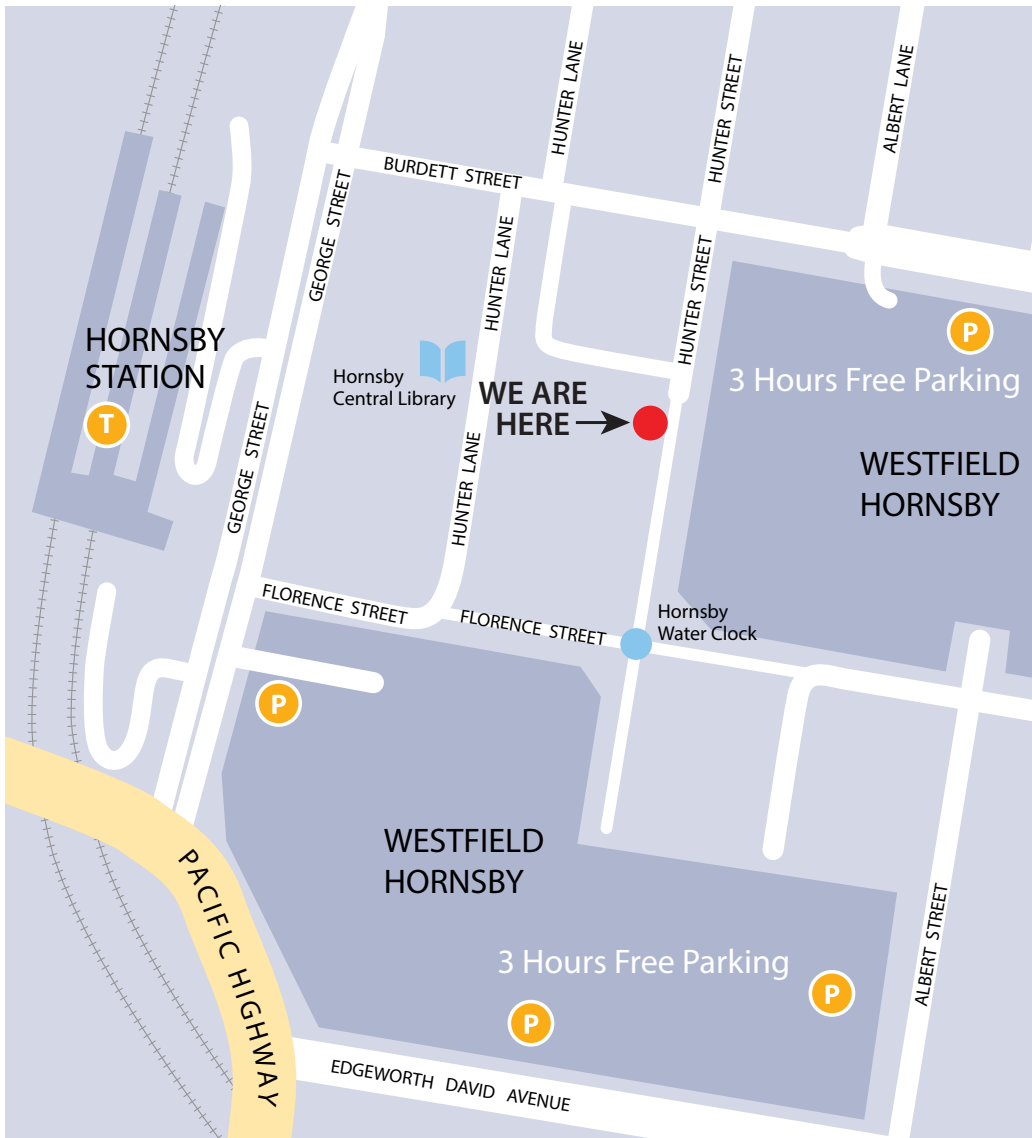 HUNTER LANE
HUNTER STREET
ALBERT LANE
BURDETT STREET
GEORGE STREET
HUNTER LANE
HUNTER STREET
HORNSBY
STATION
T
P
3 Hours Free Parking
Hornsby
Central Library
WE ARE
HERE
WESTFIELD
HORNSBY
GEORGE STREET
HUNTER LANE
FLORENCE STREET
FLORENCE STREET
Hornsby
Water Clock
P
WESTFIELD
HORNSBY
PACIFIC HIGHWAY
3 Hours Free Parking
P
P
ALBERT STREET
EDGEWORTH DAVID AVENUE